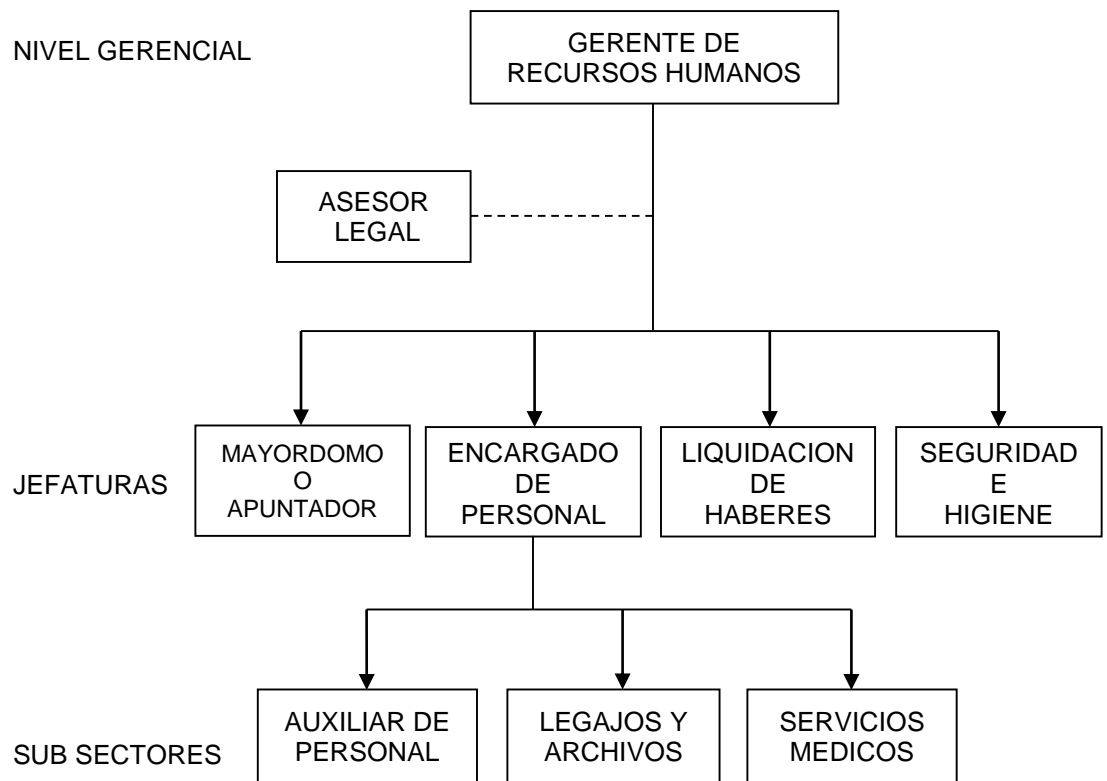 NIVEL GERENCIAL
GERENTE DE
RECURSOS HUMANOS
ASESOR
LEGAL
JEFATURAS
MAYORDOMO
O
APUNTADOR
ENCARGADO
DE
PERSONAL
LIQUIDACION
DE
HABERES
SEGURIDAD
E
HIGIENE
SUB SECTORES
AUXILIAR DE
PERSONAL
LEGAJOS Y
ARCHIVOS
SERVICIOS
MEDICOS